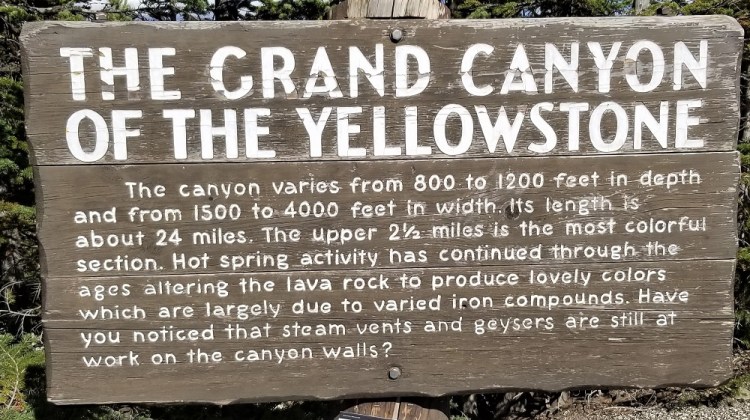 THE GRAND CANYON
OF THE YELLOWSTONE
The canyon varies from 800 to 1200 feet in depth
and from 1500 to 4000 feet in width. Its length is
about 24 miles. The upper 2½ miles is the most colorful
section. Hot spring activity has continued through the
ages altering the lava rock to produce lovely colors
which are largely due to varied iron compounds. Have
you noticed that steam vents and geysers are still at
work on the canyon walls?